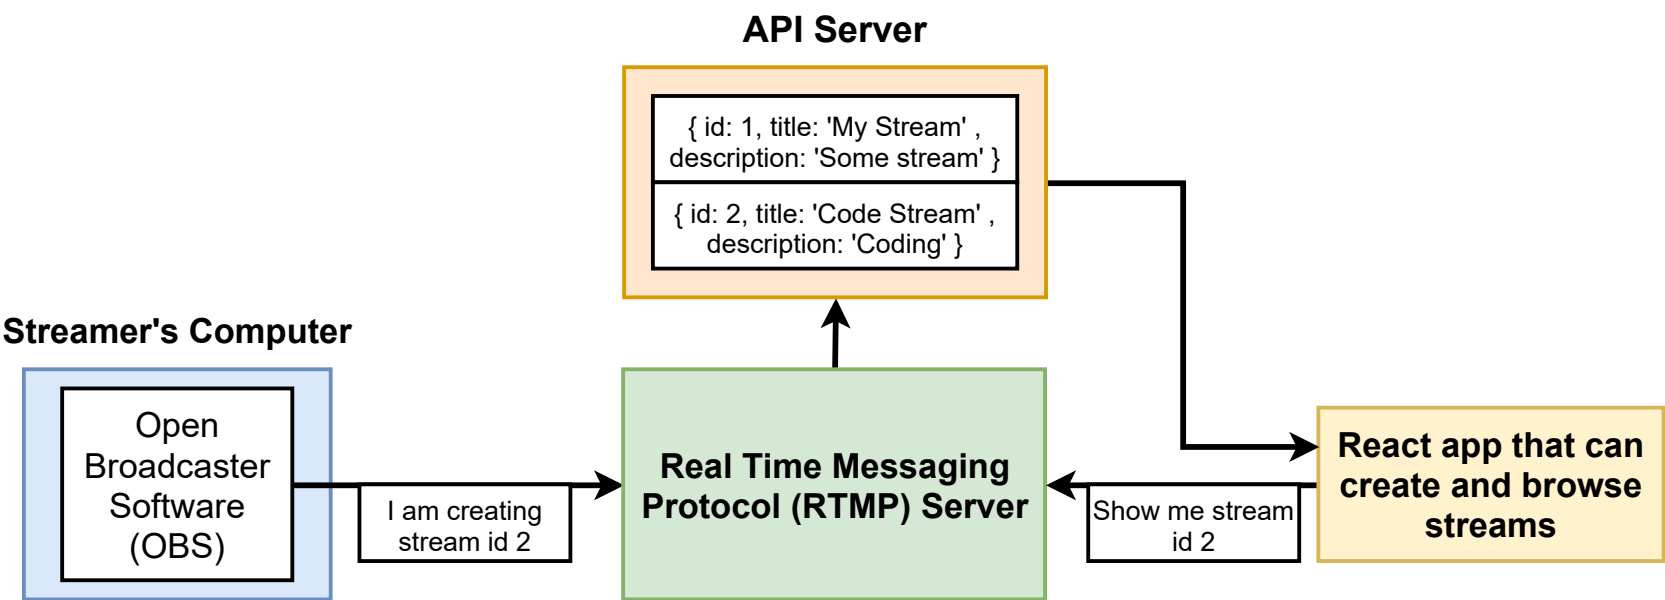 API Server
{ id: 1, title: 'My Stream' ,
description: 'Some stream' }
{ id: 2, title: 'Code Stream' ,
description: 'Coding' }
Streamer's Computer
Open
Broadcaster
Software
(OBS)
I am creating
stream id 2
Real Time Messaging
Protocol (RTMP) Server
Show me stream
id 2
React app that can
create and browse
streams